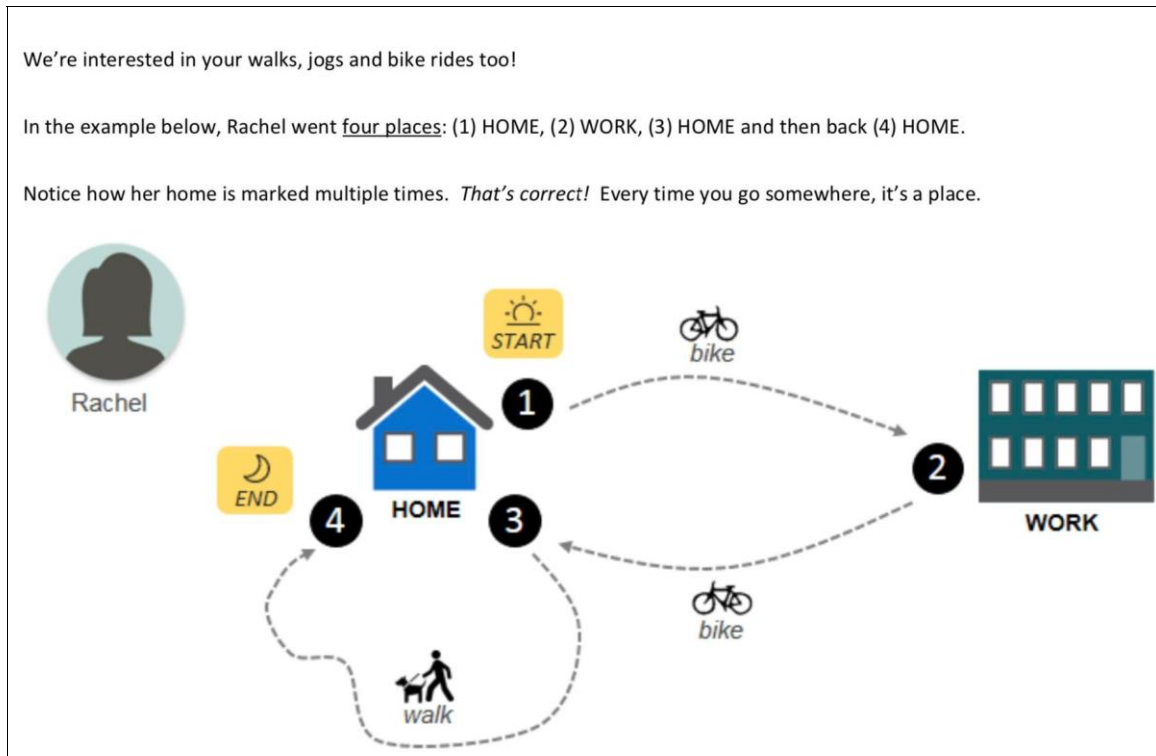 We’re interested in your walks, jogs and bike rides too!
In the example below, Rachel went four places: (1) HOME, (2) WORK, (3) HOME and then back (4) HOME.
Notice how her home is marked multiple times.  That’s correct!  Every time you go somewhere, it’s a place.
START
bike
Rachel
1
2
END
HOME
4
3
WORK
bike
walk